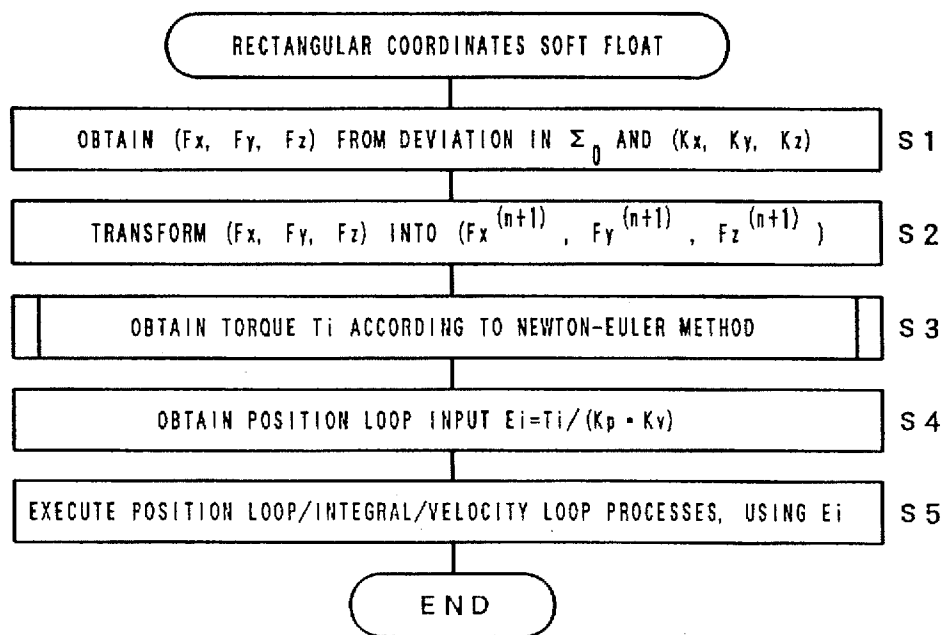 RECTANGULAR COORDINATES SOFT FLOAT
OBTAIN (Fx, Fy, Fz) FROM DEVIATION IN Σ₀ AND (Kx, Ky, Kz) S1
TRANSFORM (Fx, Fy, Fz) INTO (Fx⁽ⁿ⁺¹⁾, Fy⁽ⁿ⁺¹⁾, Fz⁽ⁿ⁺¹⁾) S2
OBTAIN TORQUE Ti ACCORDING TO NEWTON-EULER METHOD S3
OBTAIN POSITION LOOP INPUT Ei=Ti/(Kp・Kv) S4
EXECUTE POSITION LOOP/INTEGRAL/VELOCITY LOOP PROCESSES, USING Ei S5
END